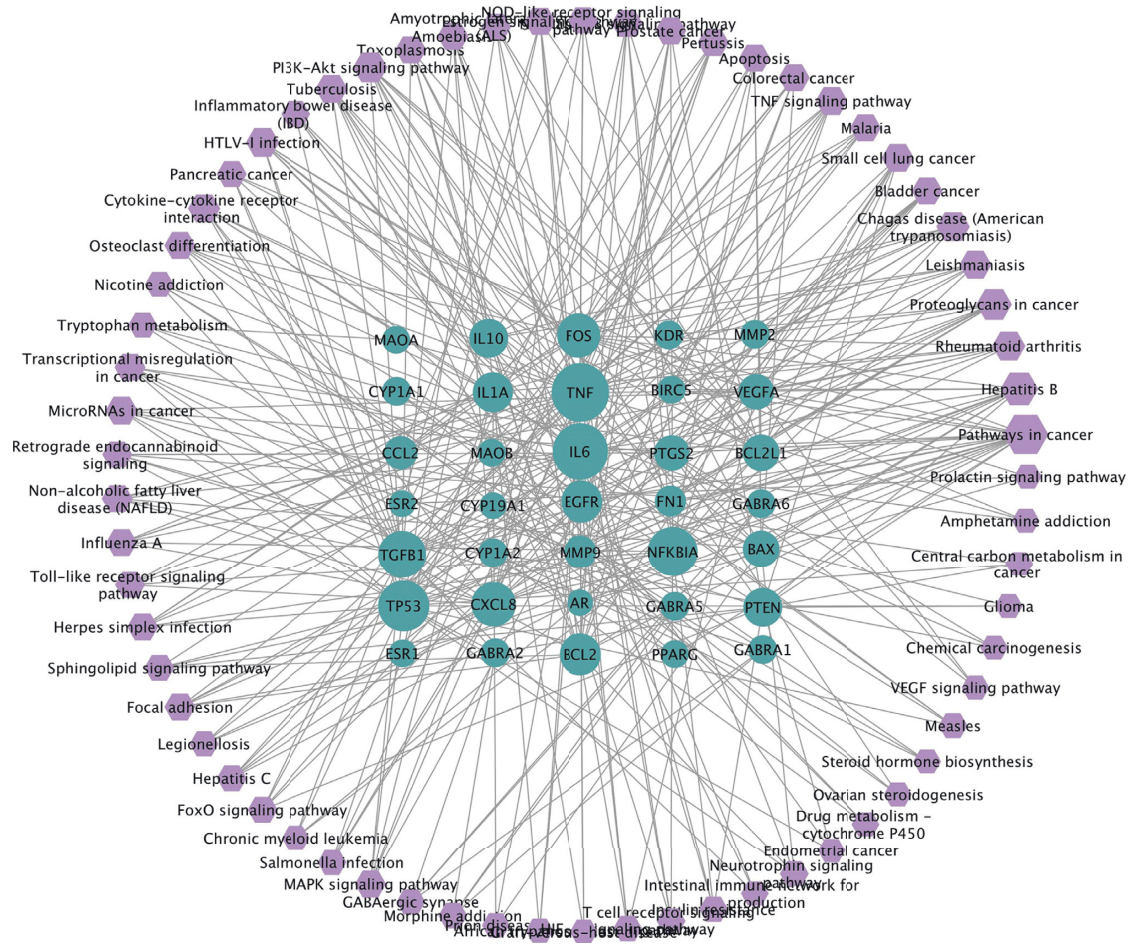 NOD-like receptor signaling
pathway
Amyotrophic
(ALS)
Estrogen
Prostate cancer
Amoebiasis
Pertussis
Toxoplasmosis
Apoptosis
PI3K-Akt signaling pathway
Colorectal cancer
Tuberculosis
TNF signaling pathway
Inflammatory bowel disease
(IBD)
Malaria
HTLV-I infection
Small cell lung cancer
Pancreatic cancer
Bladder cancer
Cytokine-cytokine receptor
interaction
Chagas disease (American
trypanosomiasis)
Osteoclast differentiation
Leishmaniasis
Nicotine addiction
Proteoglycans in cancer
Tryptophan metabolism
Rheumatoid arthritis
Transcriptional misregulation
in cancer
Hepatitis B
MicroRNAs in cancer
Pathways in cancer
Retrograde endocannabinoid
signaling
Prolactin signaling pathway
Non-alcoholic fatty liver
disease (NAFLD)
Amphetamine addiction
Influenza A
Central carbon metabolism in
cancer
Toll-like receptor signaling
pathway
Glioma
Herpes simplex infection
Chemical carcinogenesis
Sphingolipid signaling pathway
VEGF signaling pathway
Focal adhesion
Measles
Legionellosis
Steroid hormone biosynthesis
Hepatitis C
Ovarian steroidogenesis
FoxO signaling pathway
Drug metabolism -
cytochrome P450
Chronic myeloid leukemia
Endometrial cancer
Salmonella infection
Neurotrophin signaling
pathway
MAPK signaling pathway
Intestinal immune network for
production
GABAergic synapse
Morphine addiction
T cell receptor signaling
pathway
Prion
Graft-versus-host disease
MAOA
IL10
FOS
KDR
MMP2
CYP1A1
IL1A
TNF
BIRC5
VEGFA
CCL2
MAOB
IL6
PTGS2
BCL2L1
ESR2
CYP19A1
EGFR
FN1
GABRA6
TGFB1
CYP1A2
MMP9
NFKBIA
BAX
TP53
CXCL8
AR
GABRA5
PTEN
ESR1
GABRA2
BCL2
PPARG
GABRA1